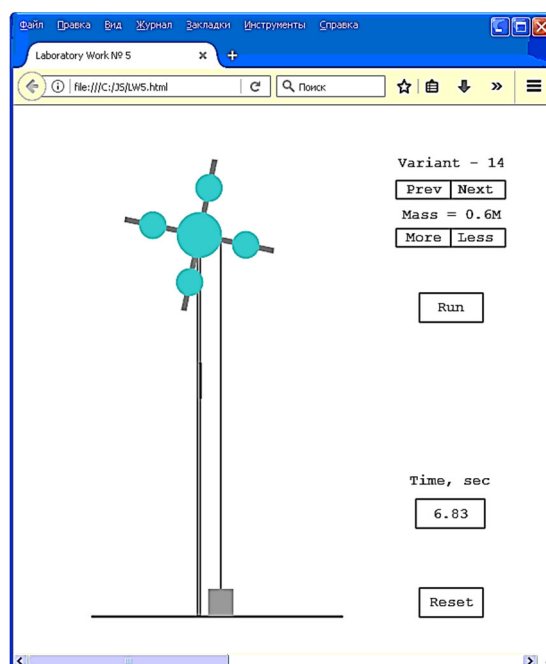 Файл Правка Вид Журнал Закладки Инструменты Справка
Laboratory Work № 5
file:///C:/JS/LW5.html
Поиск
Variant - 14
Prev Next
Mass = 0.6M
More Less
Run
Time, sec
6.83
Reset